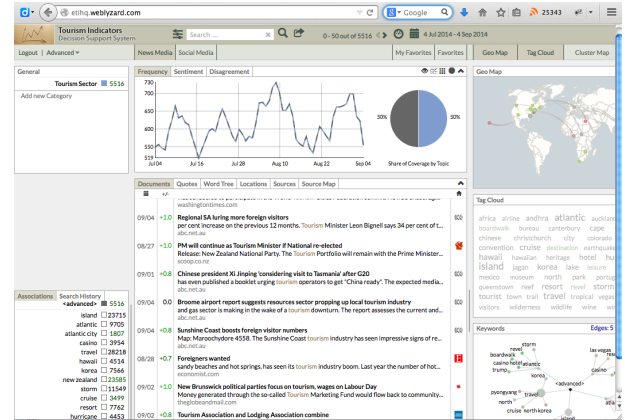 etihq.weblyzard.com
Google
25343
Tourism Indicators
Decision Support System
Search ...
0 - 50 out of 5516
4 Jul 2014 - 4 Sep 2014
Logout | Advanced
News Media
Social Media
My Favorites
Favorites
Geo Map
Tag Cloud
Cluster Map
General
Tourism Sector 5516
Add new Category
Frequency
Sentiment
Disagreement
730
700
650
600
550
519
Jul 04
Jul 16
Jul 28
Aug 10
Aug 22
Sep 04
50%
50%
Share of Coverage by Topic
Geo Map
Documents
Quotes
Word Tree
Locations
Sources
Source Map
+/-
washingtontimes.com
09/04 +1.0 Regional SA luring more foreign visitors
per cent increase on the previous 12 months. Tourism Minister Leon Bignell says 34 per cent of t...
abc.net.au
08/27 +1.0 PM will continue as Tourism Minister if National re-elected
Release: New Zealand National Party. The Tourism Portfolio will remain with the Prime Minister...
scoop.co.nz
09/01 +0.8 Chinese president Xi Jinping 'considering visit to Tasmania' after G20
has even published a booklet urging tourism operators to get "China ready". The expected media...
abc.net.au
09/04 0.0 Broome airport report suggests resources sector propping up local tourism industry
and gas sector is making in the wake of a tourism downturn. The report assesses the current and...
abc.net.au
09/04 +0.8 Sunshine Coast boosts foreign visitor numbers
Map: Maroochydore 4558. The Sunshine Coast tourism industry has seen impressive signs of re...
abc.net.au
08/28 +0.7 Foreigners wanted
sandy beaches and hot springs, has seen its tourism industry boom. Last year the number of hot...
economist.com
09/02 +1.0 New Brunswick political parties focus on tourism, wages on Labour Day
Money generated through the so-called Tourism Marketing Fund would flow back to community...
theglobeandmail.com
09/02 +0.8 Tourism Association and Lodging Association combine
Associations
Search History
<advanced> 5516
island 23715
atlantic 9705
atlantic city 1807
casino 3954
travel 28218
hawaii 4514
korea 7566
new zealand 23585
storm 11549
cruise 3499
resort 7762
hurricane 4453
Tag Cloud
africa airline andhra atlantic auckland
boardwalk bureau canterbury cape
chinese christchurch city colorado
convention cruise destination earthquake
hawaii hawaiian heritage hotel
island japan korea lake leisure
mexico museum north park
queenstown reef resort revel storm
tourist town trail travel tropical vegas
visitors wilderness wildlife wine
Keywords
Edges: 5
storm
revel
boardwalk
casino hotel
atlantic
trump
korea
las vegas
casino
<advanced>
pyongyang
travel
north
cruise
north korea
island